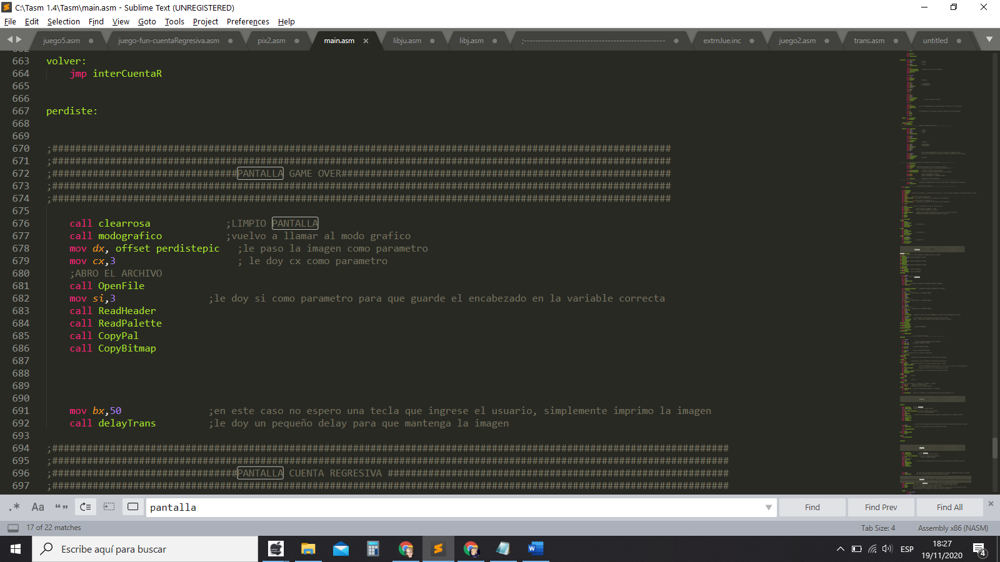 C:\Tasm 1.4\Tasm\main.asm - Sublime Text (UNREGISTERED)
File Edit Selection Find View Goto Tools Project Preferences Help
juego5.asm juego-fun-cuentaRegisiva.asm pix2.asm main.asm libju.asm libj.asm ;------------------------------------------------ extrnJue.inc juego2.asm trans.asm untitled
663 volver:
664 jmp interCuentaR
665
666
667 perdiste:
668
669
670 ;###########################################################################################################
671 ;###########################################################################################################
672 ;################################PANTALLA GAME OVER#########################################################
673 ;###########################################################################################################
674 ;###########################################################################################################
675
676 call clearrosa ;LIMPIO PANTALLA
677 call modografico ;vuelvo a llamar al modo grafico
678 mov dx, offset perdistepic ;le paso la imagen como parametro
679 mov cx,3 ; le doy cx como parametro
680 ;ABRO EL ARCHIVO
681 call OpenFile
682 mov si,3 ;le doy si como parametro para que guarde el encabezado en la variable correcta
683 call ReadHeader
684 call ReadPalette
685 call CopyPal
686 call CopyBitmap
687
688
689
690
691 mov bx,50 ;en este caso no espero una tecla que ingrese el usuario, simplemente imprimo la imagen
692 call delayTrans ;le doy un pequeño delay para que mantenga la imagen
693
694 ;#####################################################################################################################
695 ;#####################################################################################################################
696 ;################################PANTALLA CUENTA REGRESIVA ###########################################################
697 ;#####################################################################################################################
.* Aa “” pantalla Find Find Prev Find All
17 of 22 matches Tab Size: 4 Assembly x86 (NASM)
Escribe aquí para buscar ESP 18:27
19/11/2020 4